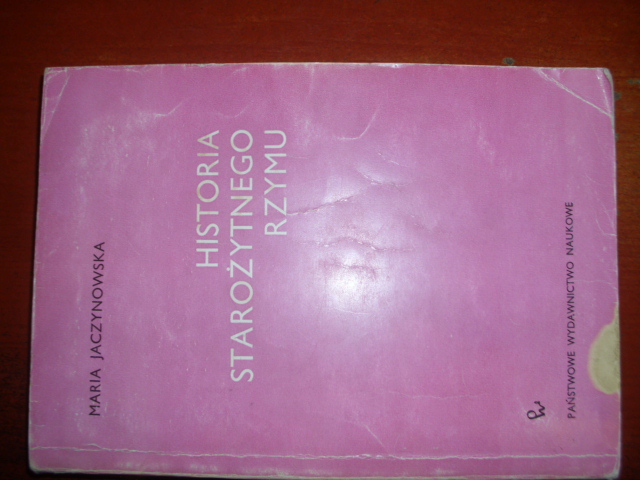 MARIA JACZYNOWSKA
HISTORIA
STAROŻYTNEGO
RZYMU
PAŃSTWOWE WYDAWNICTWO NAUKOWE